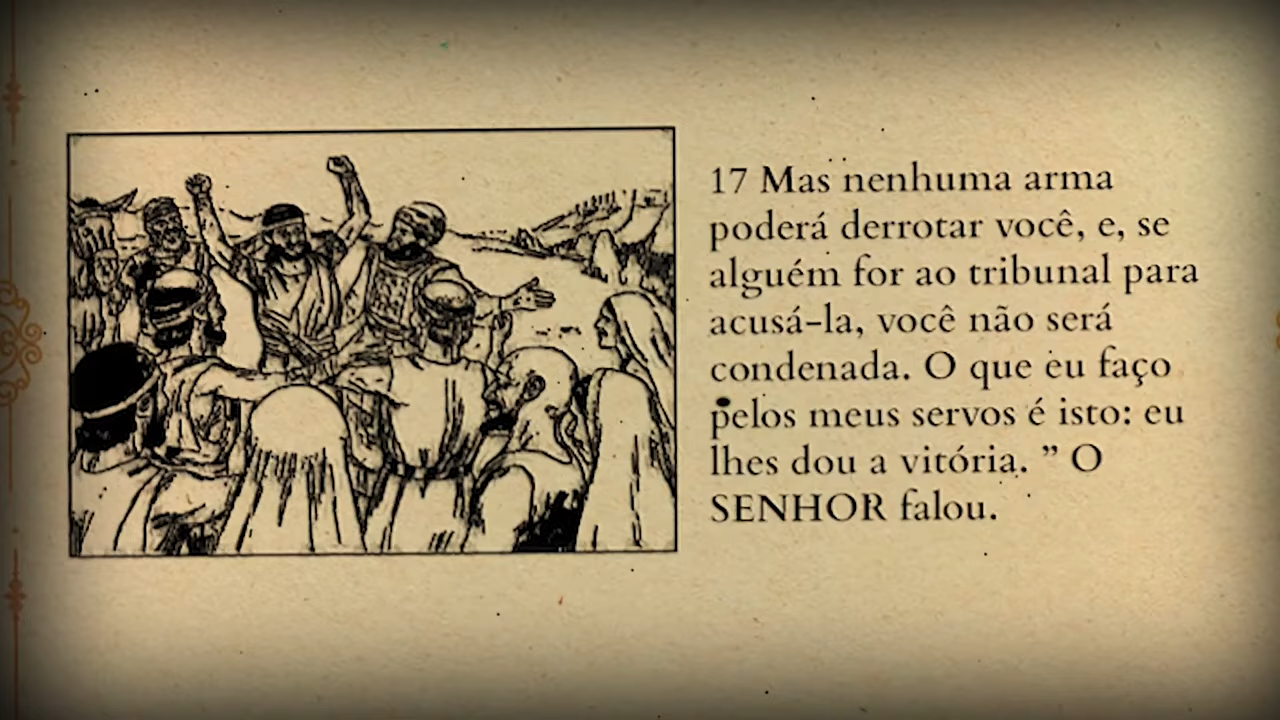 17 Mas nenhuma arma
poderá derrotar você, e, se
alguém for ao tribunal para
acusá-la, você não será
condenada. O que eu faço
pelos meus servos é isto: eu
lhes dou a vitória. ” O
SENHOR falou.